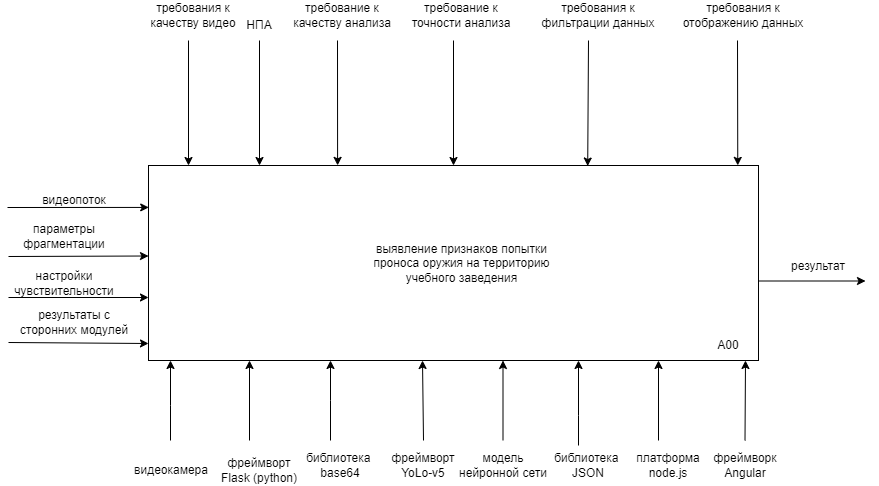 требования к
качеству видео
НПА
требование к
качеству анализа
требование к
точности анализа
требования к
фильтрации данных
требования к
отображению данных
видеопоток
параметры
фрагментации
настройки
чувствительности
результаты с
сторонних модулей
выявление признаков попытки
проноса оружия на территорию
учебного заведения
A00
результат
видеокамера
фреймворт
Flask (python)
библиотека
base64
фреймворт
YoLo-v5
модель
нейронной сети
библиотека
JSON
платформа
node.js
фреймворк
Angular